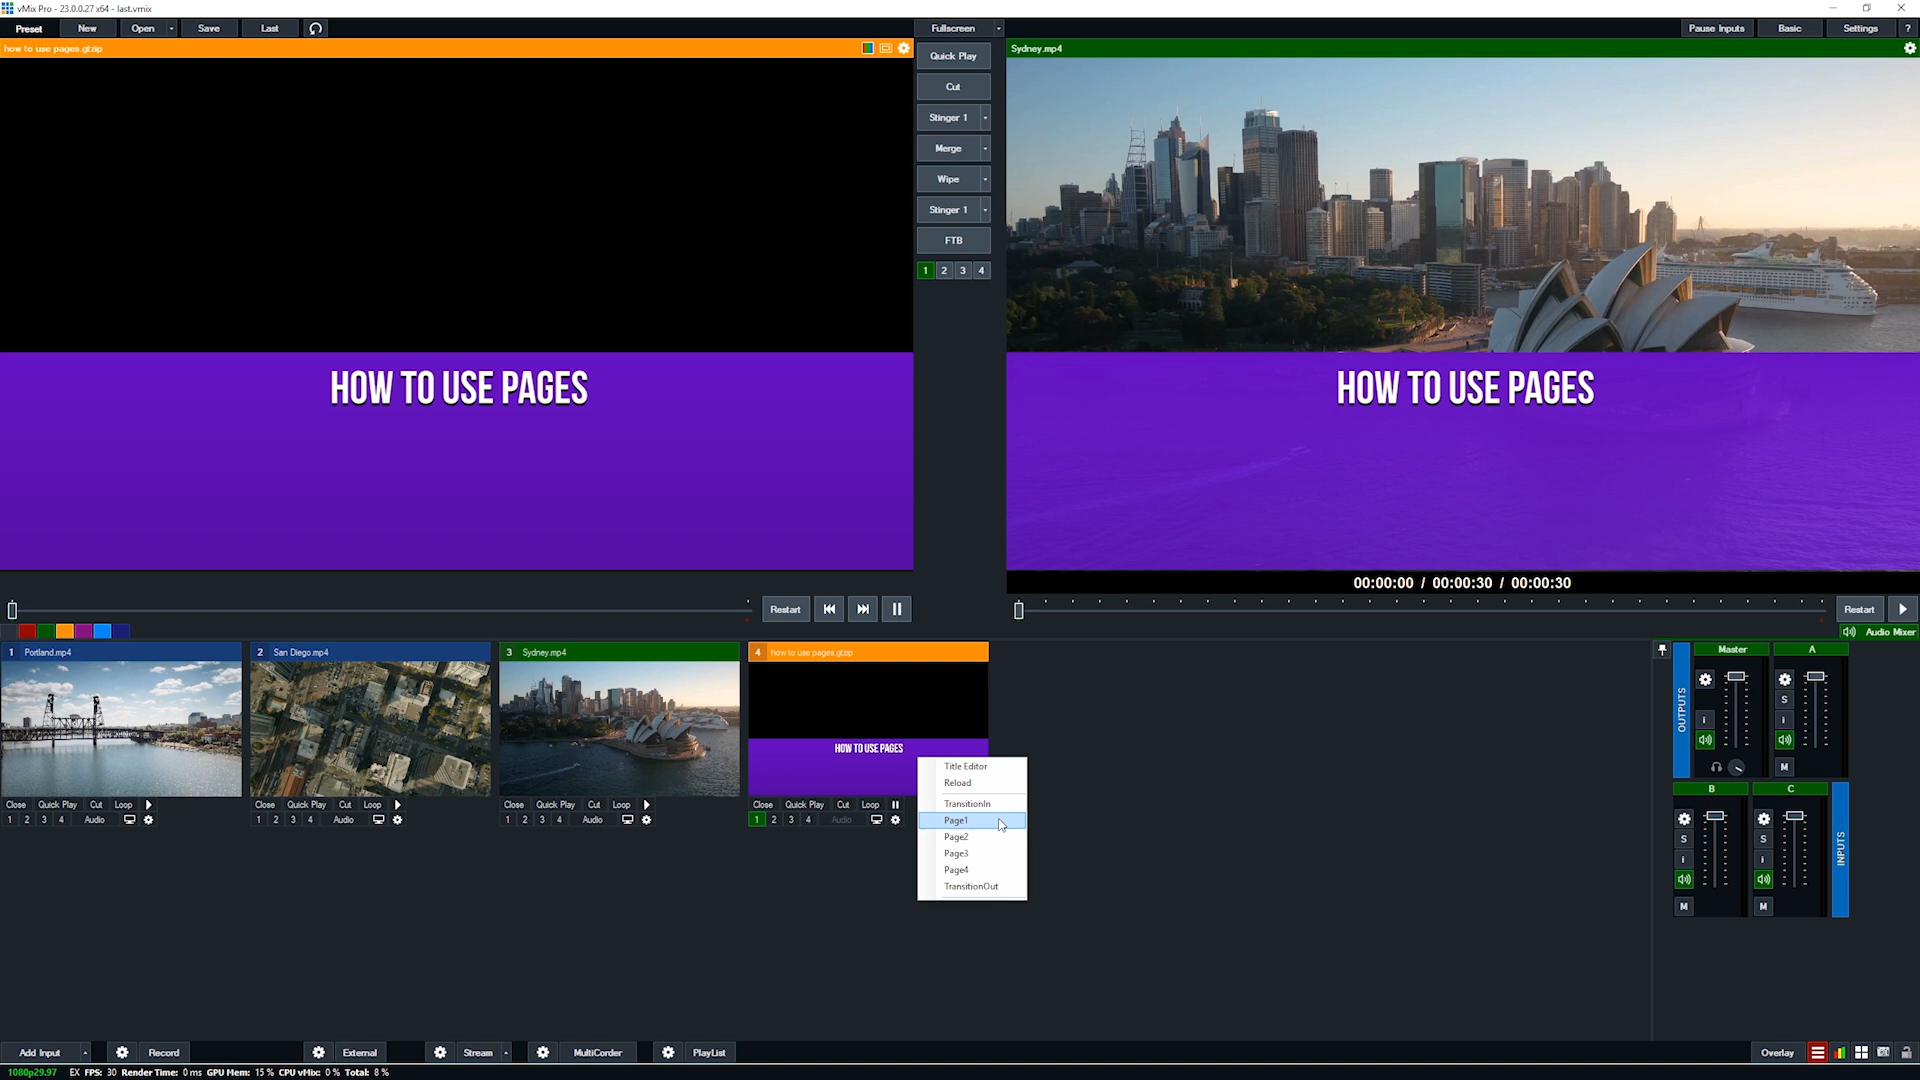 vMix Pro - 23.0.0.27 x64 - last.vmix
Preset New Open Save Last Fullscreen Pause Inputs Basic Settings ?
how to use pages.gtzip
Sydney.mp4
Quick Play
Cut
Stinger 1
Merge
Wipe
Stinger 1
FTB
1 2 3 4
HOW TO USE PAGES
HOW TO USE PAGES
00:00:00 / 00:00:30 / 00:00:30
Restart
Restart
Audio Mixer
1 Portland.mp4
2 San Diego.mp4
3 Sydney.mp4
4 how to use pages.gtzip
HOW TO USE PAGES
Close Quick Play Cut Loop
1 2 3 4 Audio
Close Quick Play Cut Loop
1 2 3 4 Audio
Close Quick Play Cut Loop
1 2 3 4 Audio
Close Quick Play Cut Loop
1 2 3 4 Audio
Title Editor
Reload
TransitionIn
Page1
Page2
Page3
Page4
TransitionOut
OUTPUTS
Master
i
A
S
i
M
B
S
i
M
C
S
i
M
INPUTS
Add Input Record External Stream MultiCorder PlayList Overlay
1080p29.97 EX FPS: 30 Render Time: 0 ms GPU Mem: 15 % CPU vMix: 0 % Total: 8 %